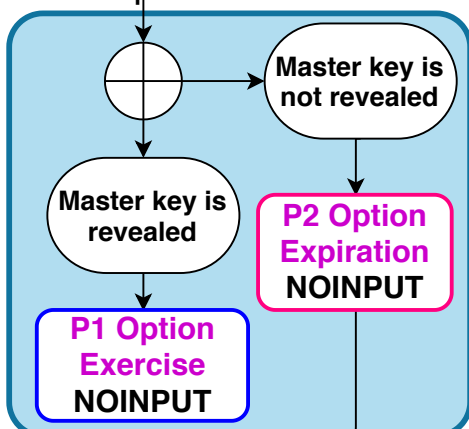 Master key is
not revealed
Master key is
revealed
P2 Option
Expiration
NOINPUT
P1 Option
Exercise
NOINPUT